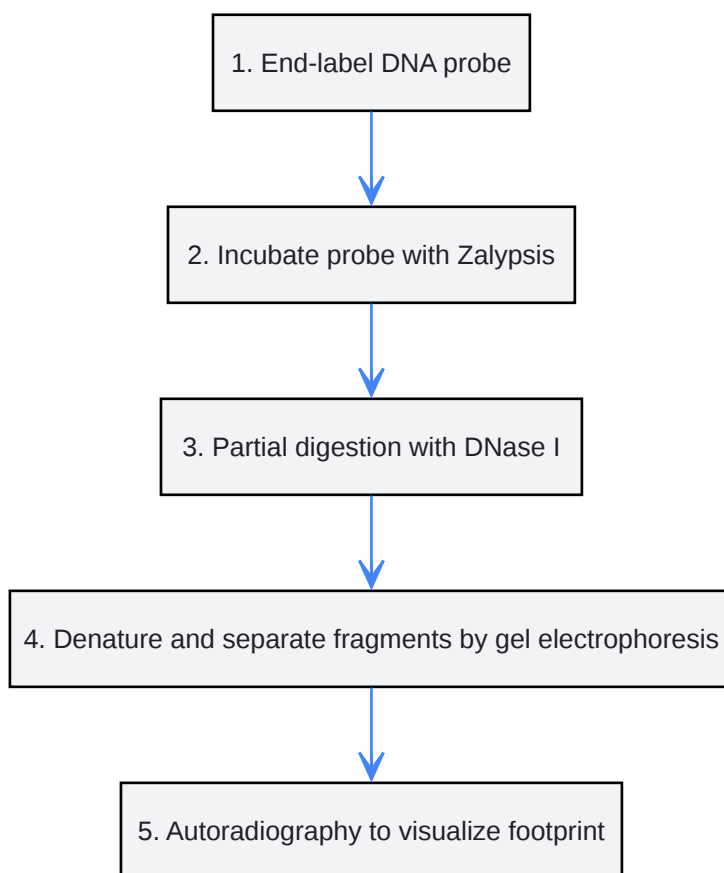 1. End-label DNA probe
2. Incubate probe with Zalypsis
3. Partial digestion with DNase I
4. Denature and separate fragments by gel electrophoresis
5. Autoradiography to visualize footprint